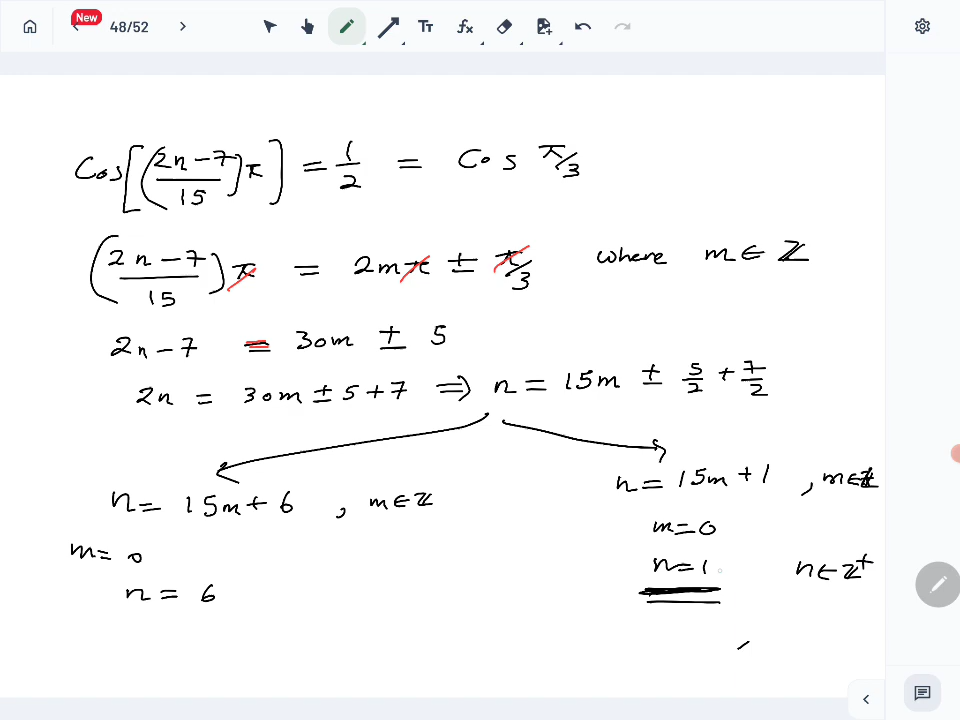 New
48/52
Tт fx
Cos[((2n-7)/15)π] = 1/2 = Cos π/3
((2n-7)/15)π = 2mπ ± π/3 where m ∈ ℤ
2n-7 = 30m ± 5
2n = 30m ± 5 + 7 ⇒ n = 15m ± 5/2 + 7/2
n = 15m + 6 , m ∈ ℤ
m = 0
n = 6
n = 15m + 1 , m ∈ ℤ
m = 0
n = 1 n ∈ ℤ⁺